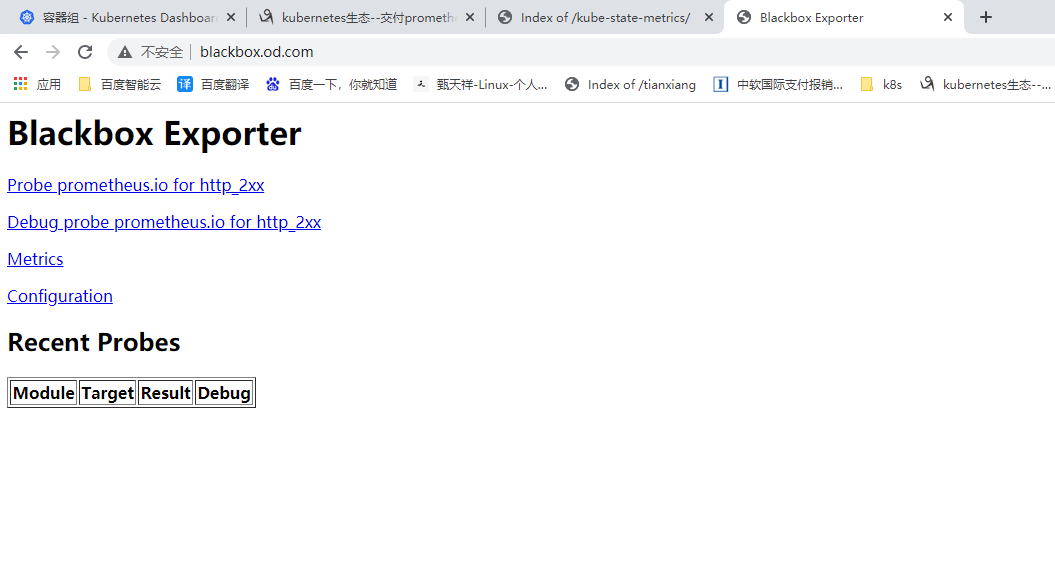 容器组 - Kubernetes Dashboar
kubernetes生态--交付prometh
Index of /kube-state-metrics/
Blackbox Exporter
不安全 | blackbox.od.com
应用 百度智能云 译 百度翻译 百度一下，你就知道 甄天祥-Linux-个人... Index of /tianxiang 中软国际支付报销... k8s kubernetes生态--...
Blackbox Exporter
Probe prometheus.io for http_2xx
Debug probe prometheus.io for http_2xx
Metrics
Configuration
Recent Probes
Module Target Result Debug